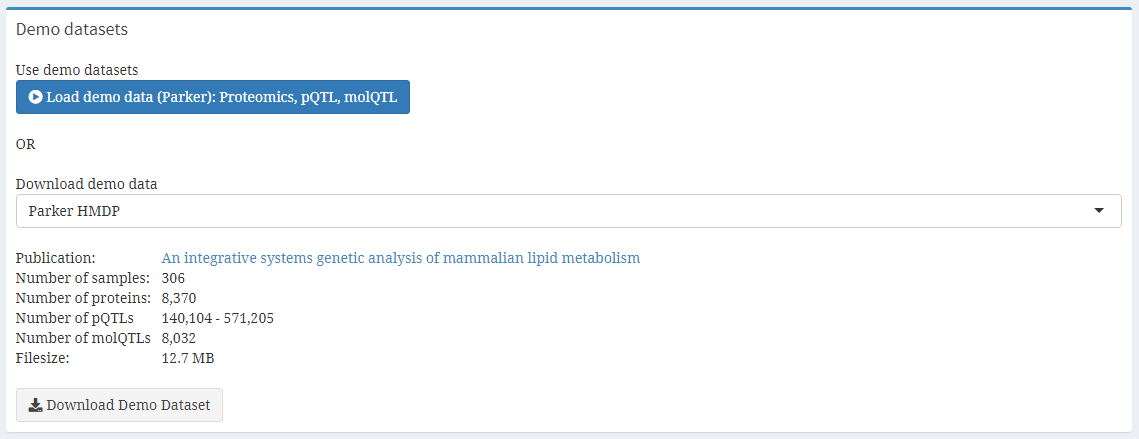 Demo datasets
Use demo datasets
Load demo data (Parker): Proteomics, pQTL, molQTL
OR
Download demo data
Parker HMDP
Publication: An integrative systems genetic analysis of mammalian lipid metabolism
Number of samples: 306
Number of proteins: 8,370
Number of pQTLs 140,104 - 571,205
Number of molQTLs 8,032
Filesize: 12.7 MB
Download Demo Dataset